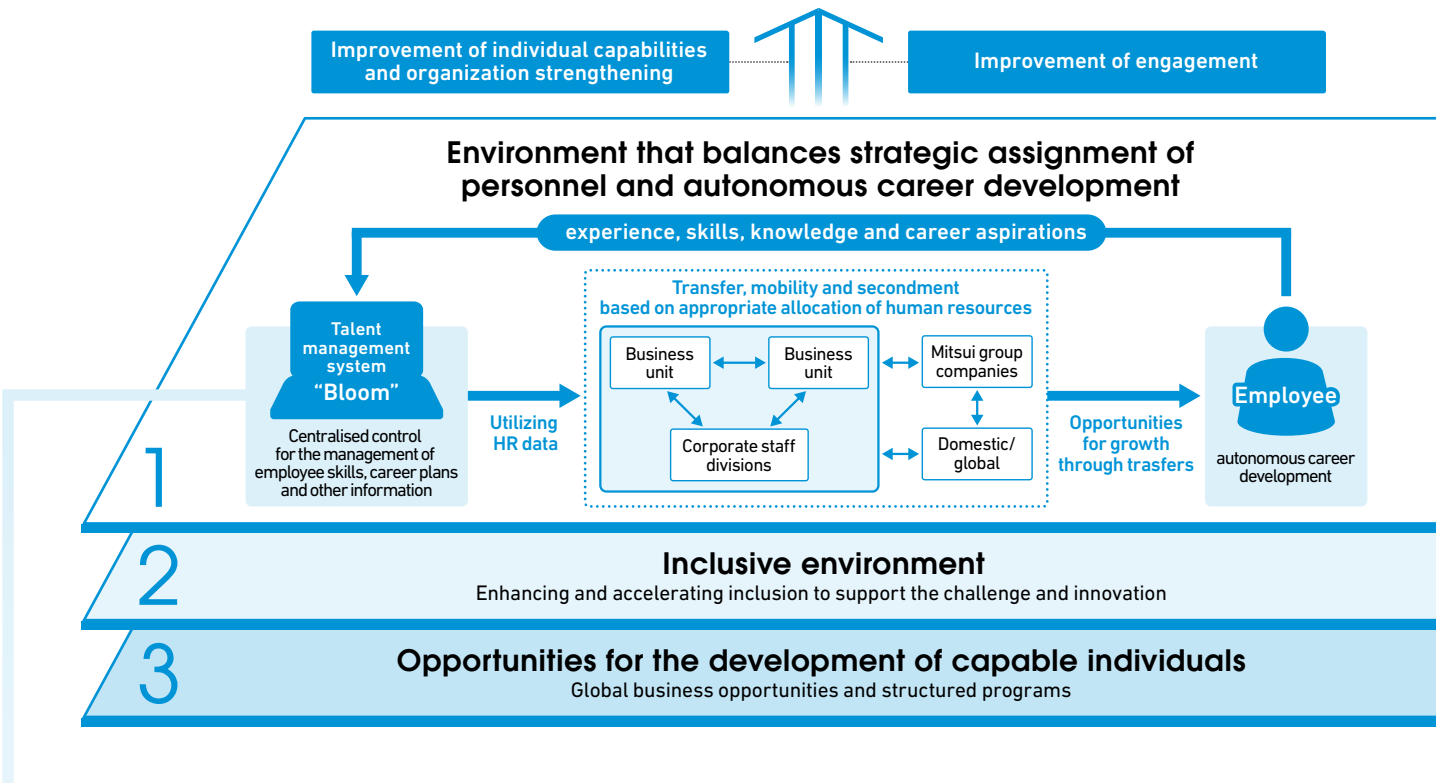 Improvement of individual capabilities
and organization strengthening
Improvement of engagement
Environment that balances strategic assignment of
personnel and autonomous career development
experience, skills, knowledge and career aspirations
Talent
management
system
“Bloom”
Centralised control
for the management of
employee skills, career plans
and other information
Utilizing
HR data
Transfer, mobility and secondment
based on appropriate allocation of human resources
Business
unit
Business
unit
Corporate staff
divisions
Mitsui group
companies
Domestic/
global
Opportunities
for growth
through trasfers
Employee
autonomous career
development
1
2
Inclusive environment
Enhancing and accelerating inclusion to support the challenge and innovation
3
Opportunities for the development of capable individuals
Global business opportunities and structured programs